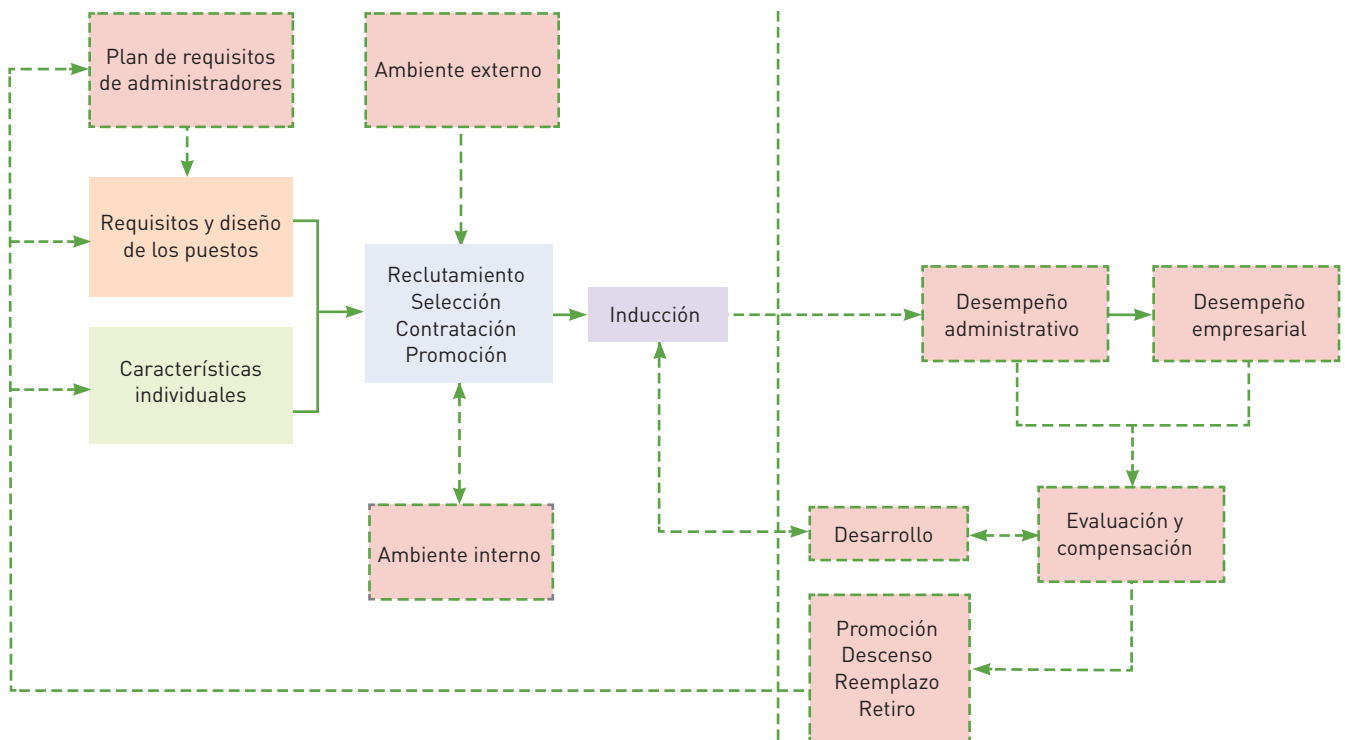 Plan de requisitos
de administradores
Ambiente externo
Requisitos y diseño
de los puestos
Características
individuales
Reclutamiento
Selección
Contratación
Promoción
Inducción
Ambiente interno
Desempeño
administrativo
Desempeño
empresarial
Evaluación y
compensación
Desarrollo
Promoción
Descenso
Reemplazo
Retiro